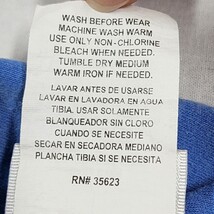 WASH BEFORE WEAR
MACHINE WASH WARM
USE ONLY NON-CHLORINE
BLEACH WHEN NEEDED.
TUMBLE DRY MEDIUM
WARM IRON IF NEEDED.
LAVAR ANTES DE USARSE
LAVAR EN LAVADORA EN AGUA
TIBIA. USAR SOLAMENTE
BLANQUEADOR SIN CLORO
CUANDO SE NECESITE
SECAR EN SECADORA MEDIANO
PLANCHA TIBIA SI SE NECESITA
RN# 35623